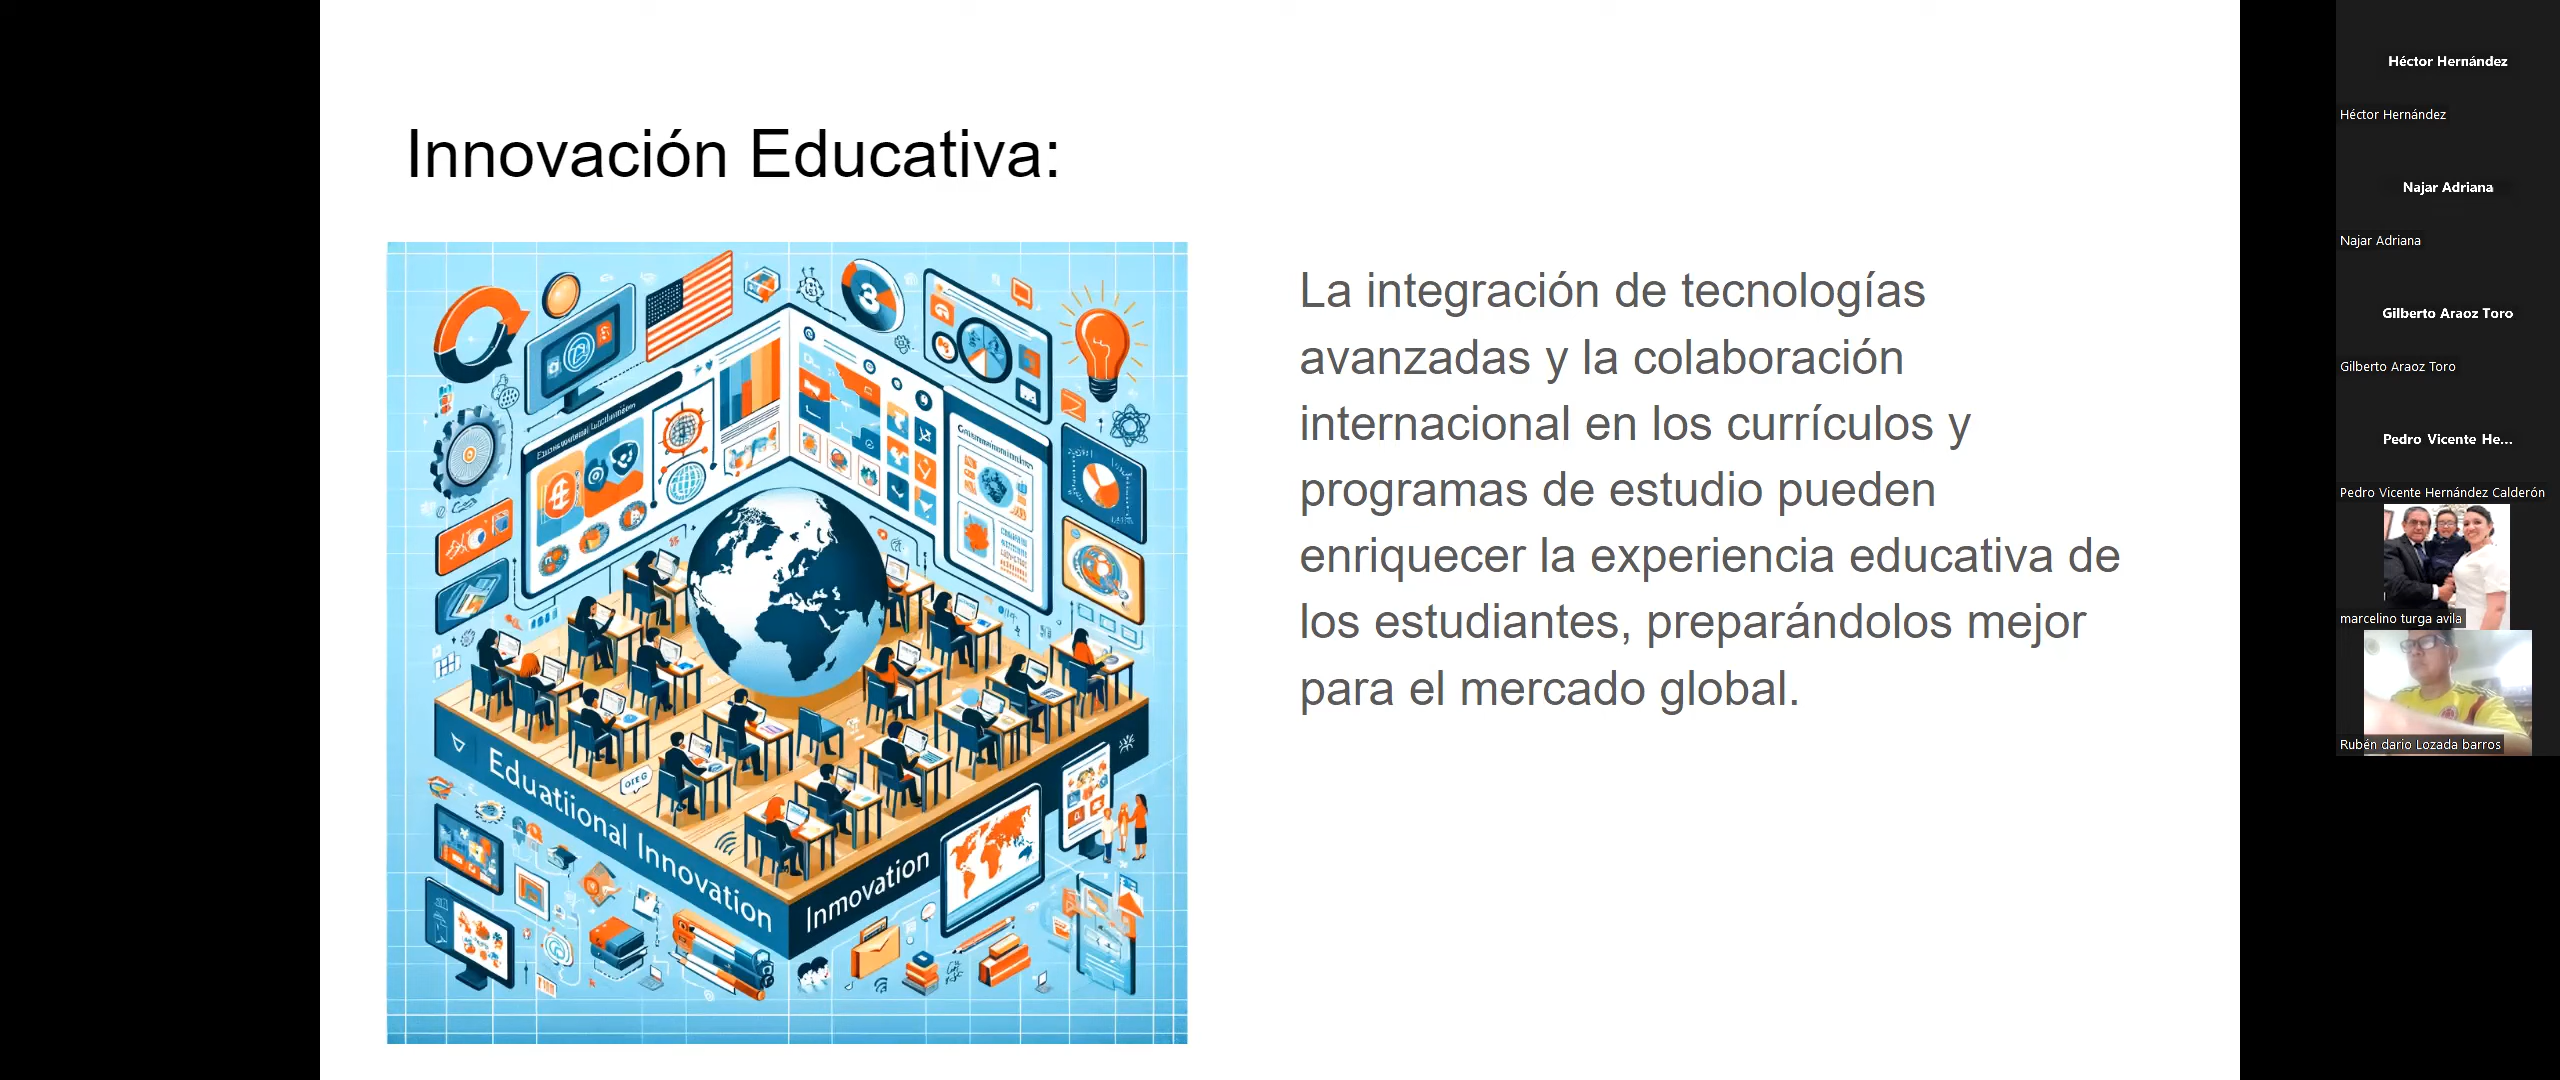 Innovación Educativa:
La integración de tecnologías
avanzadas y la colaboración
internacional en los currículos y
programas de estudio pueden
enriquecer la experiencia educativa de
los estudiantes, preparándolos mejor
para el mercado global.
3
Eduatiional Innovation
Inmovation
Héctor Hernández
Héctor Hernández
Najar Adriana
Najar Adriana
Gilberto Araoz Toro
Gilberto Araoz Toro
Pedro Vicente He...
Pedro Vicente Hernández Calderón
marcelino turga avila
Rubén dario Lozada barros